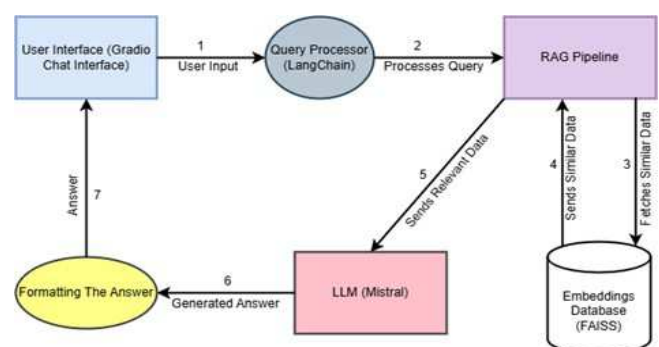 User Interface (Gradio
Chat Interface)
1
User Input
Query Processor
(LangChain)
2
Processes Query
RAG Pipeline
3
Fetches Similar Data
4
Sends Similar Data
Embeddings
Database
(FAISS)
5
Sends Relevant Data
LLM (Mistral)
6
Generated Answer
Formatting The Answer
7
Answer